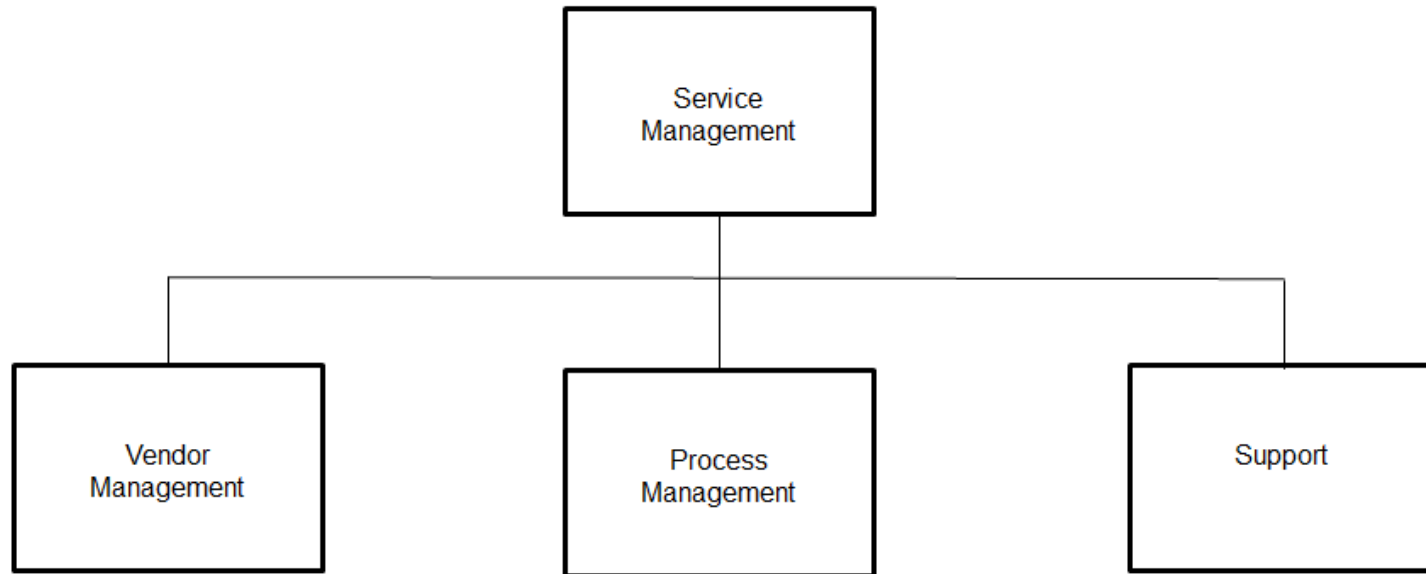 Service
Management
Vendor
Management
Process
Management
Support